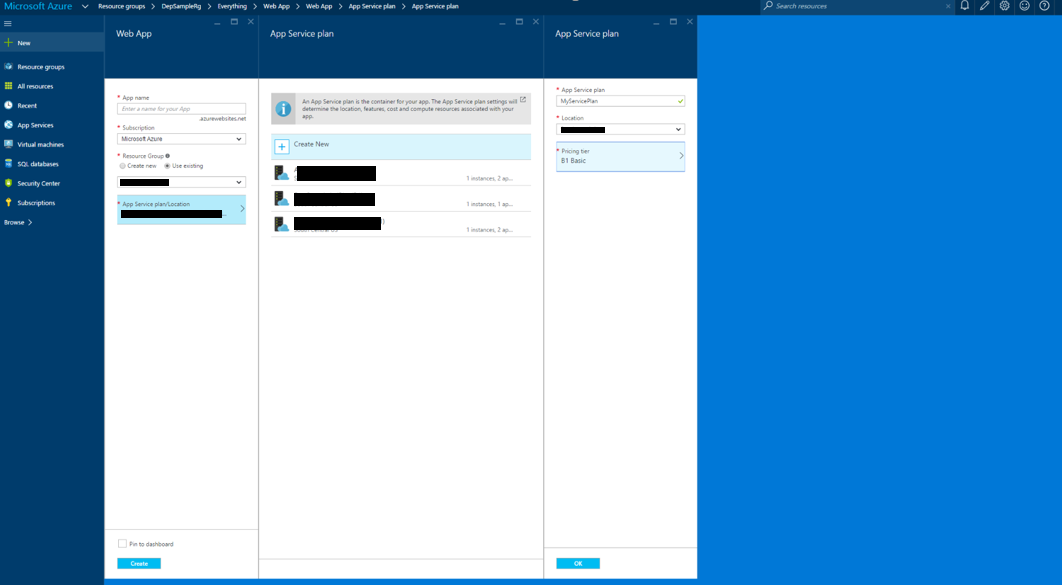 Microsoft Azure Resource groups DepSampleRg Everything Web App Web App App Service plan App Service plan Search resources
New
Resource groups
All resources
Recent
App Services
Virtual machines
SQL databases
Security Center
Subscriptions
Browse
Web App
* App name
Enter a name for your App
.azurewebsites.net
* Subscription
Microsoft Azure
* Resource Group
Create new Use existing
* App Service plan/Location
...
Pin to dashboard
Create
App Service plan
An App Service plan is the container for your app. The App Service plan settings will
determine the location, features, cost and compute resources associated with your
app.
Create New
1 instances, 2 ap...
1 instances, 1 ap...
1 instances, 2 ap...
App Service plan
* App Service plan
MyServicePlan
* Location
* Pricing tier
B1 Basic
OK